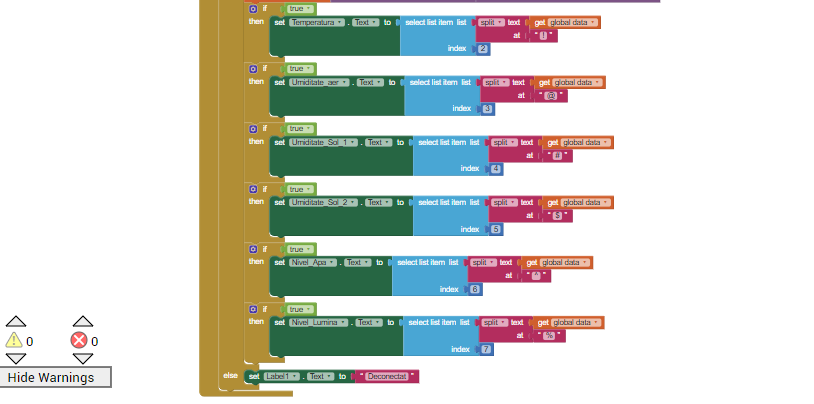 if true
then set Temperatura . Text to select list item list split text get global data
at " ! "
index 2
if true
then set Umiditate_aer . Text to select list item list split text get global data
at " @ "
index 3
if true
then set Umiditate_Sol_1 . Text to select list item list split text get global data
at " # "
index 4
if true
then set Umiditate_Sol_2 . Text to select list item list split text get global data
at " $ "
index 5
if true
then set Nivel_Apa . Text to select list item list split text get global data
at " ^ "
index 6
if true
then set Nivel_Lumina . Text to select list item list split text get global data
at " % "
index 7
else set Label1 . Text to " Deconectat "
0 0
Hide Warnings